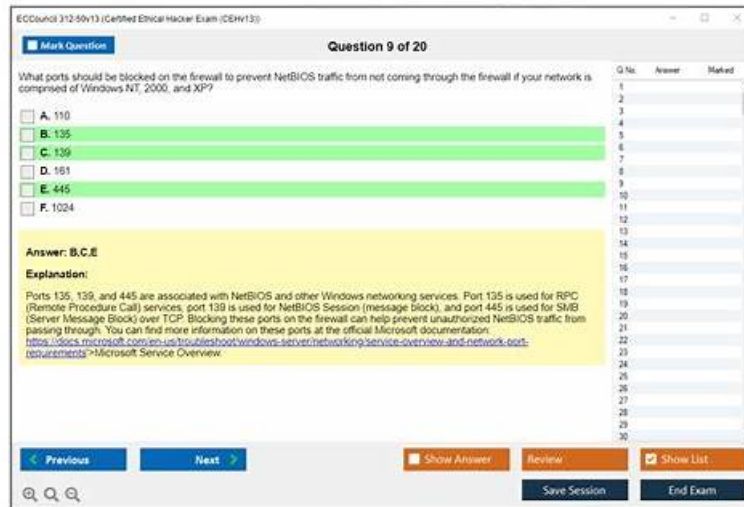 ECCouncil 312-50v13 (Certified Ethical Hacker Exam (CEHv13))
Mark Question
Question 9 of 20
What ports should be blocked on the firewall to prevent NetBIOS traffic from not coming through the firewall if your network is
comprised of Windows NT, 2000, and XP?
A. 110
B. 135
C. 139
D. 161
E. 445
F. 1024
Answer: B,C,E
Explanation:
Ports 135, 139, and 445 are associated with NetBIOS and other Windows networking services. Port 135 is used for RPC
(Remote Procedure Call) services, port 139 is used for NetBIOS Session (message block), and port 445 is used for SMB
(Server Message Block) over TCP. Blocking these ports on the firewall can help prevent unauthorized NetBIOS traffic from
passing through. You can find more information on these ports at the official Microsoft documentation:
https://docs.microsoft.com/en-us/troubleshoot/windows-server/networking/service-overview-and-network-port-
requirements">Microsoft Service Overview.
Q No. Answer Marked
1
2
3
4
5
6
7
8
9
10
11
12
13
14
15
16
17
18
19
20
21
22
23
24
25
26
27
28
29
30
Previous
Next
Show Answer
Review
Show List
Save Session
End Exam